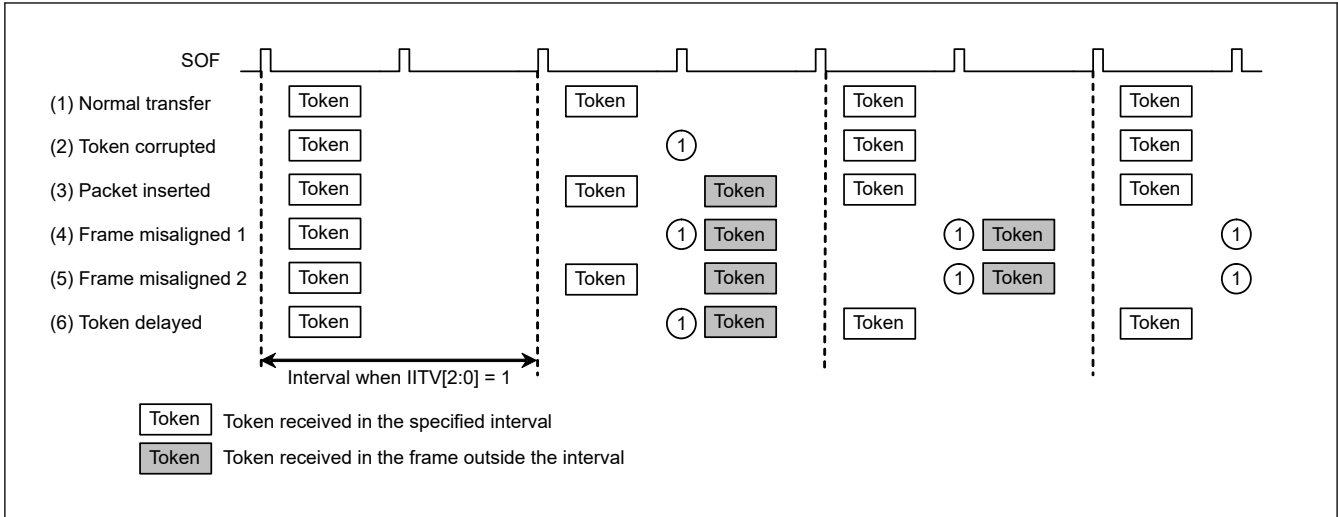 SOF
(1) Normal transfer Token Token Token Token
(2) Token corrupted Token 1 Token Token
(3) Packet inserted Token Token Token Token Token
(4) Frame misaligned 1 Token 1 Token 1 Token 1
(5) Frame misaligned 2 Token Token Token 1 Token 1
(6) Token delayed Token 1 Token Token Token
Interval when IITV[2:0] = 1
Token Token received in the specified interval
Token Token received in the frame outside the interval